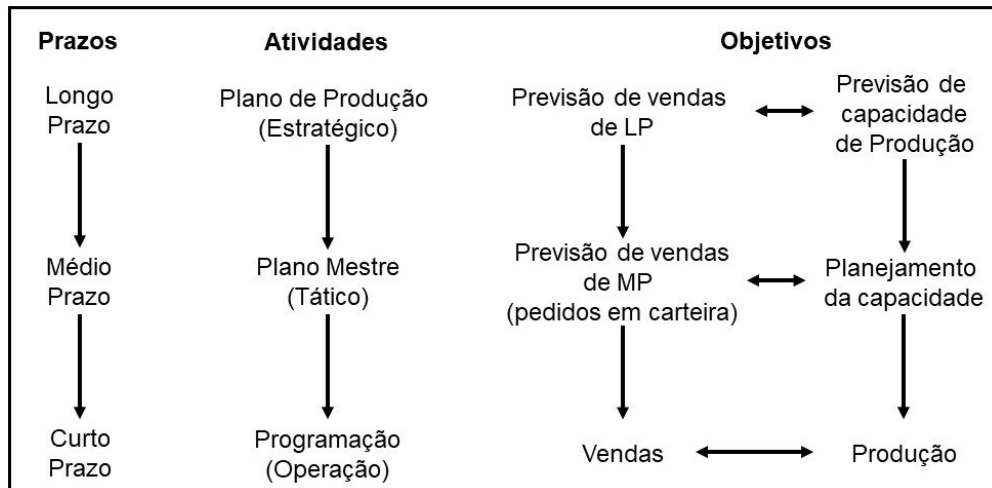 Prazos
Atividades
Objetivos
Longo
Prazo
Plano de Produção
(Estratégico)
Previsão de vendas
de LP
Previsão de
capacidade
de Produção
Médio
Prazo
Plano Mestre
(Tático)
Previsão de vendas
de MP
(pedidos em carteira)
Planejamento
da capacidade
Curto
Prazo
Programação
(Operação)
Vendas
Produção